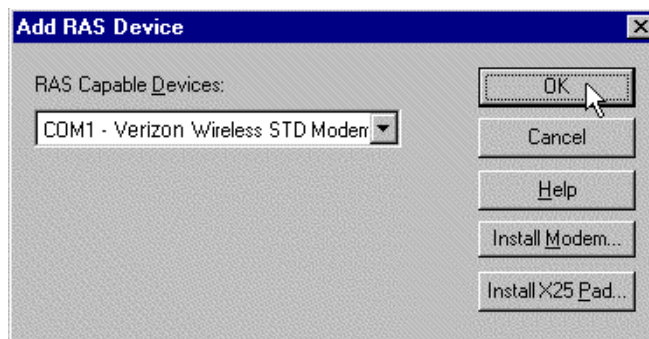 Add RAS Device
RAS Capable Devices:
COM1 - Verizon Wireless STD Modem
OK
Cancel
Help
Install Modem...
Install X25 Pad...